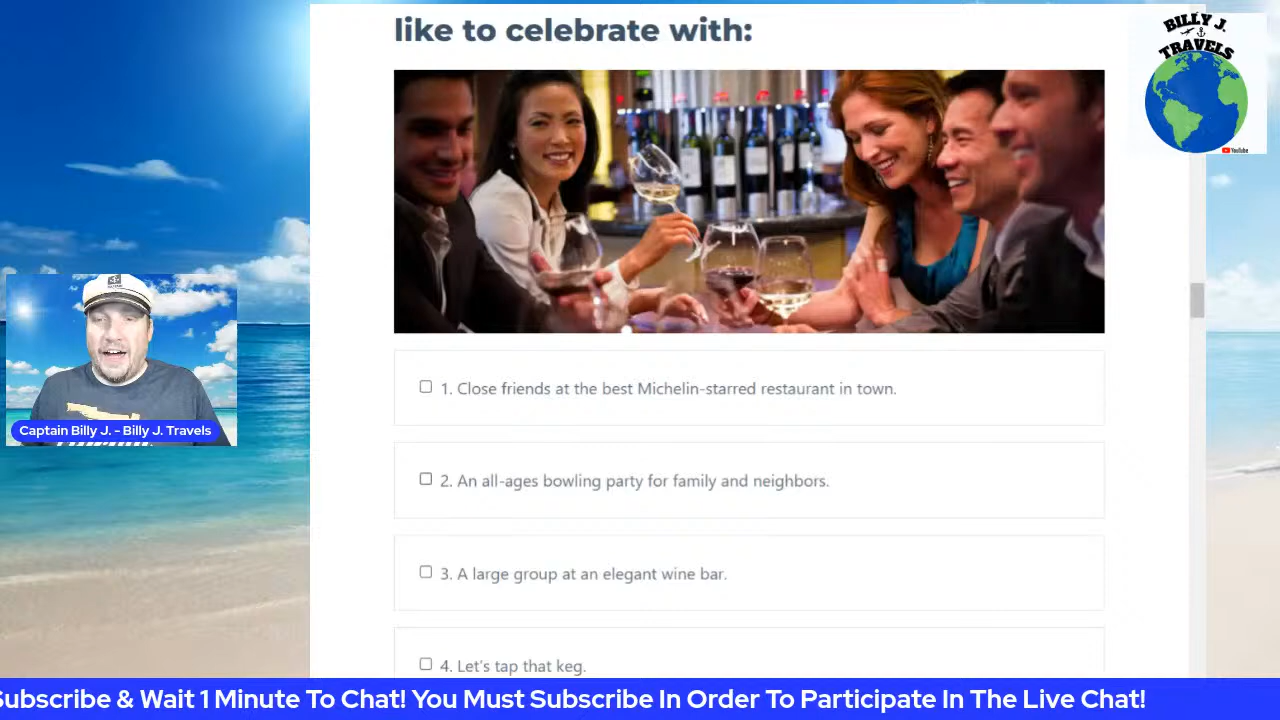 like to celebrate with:
BILLY J.
TRAVELS
YouTube
1. Close friends at the best Michelin-starred restaurant in town.
Captain Billy J. - Billy J. Travels
2. An all-ages bowling party for family and neighbors.
3. A large group at an elegant wine bar.
4. Let's tap that keg.
Subscribe & Wait 1 Minute To Chat! You Must Subscribe In Order To Participate In The Live Chat!